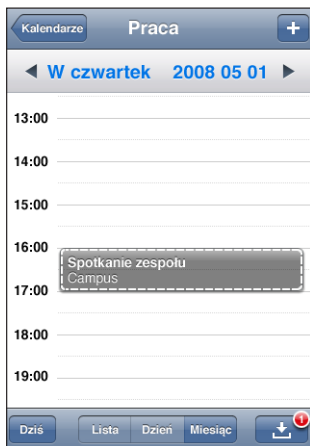 Kalendarze Praca +
W czwartek 2008 05 01
13:00
14:00
15:00
16:00
Spotkanie zespołu
Campus
17:00
18:00
19:00
Dziś Lista Dzień Miesiąc 1